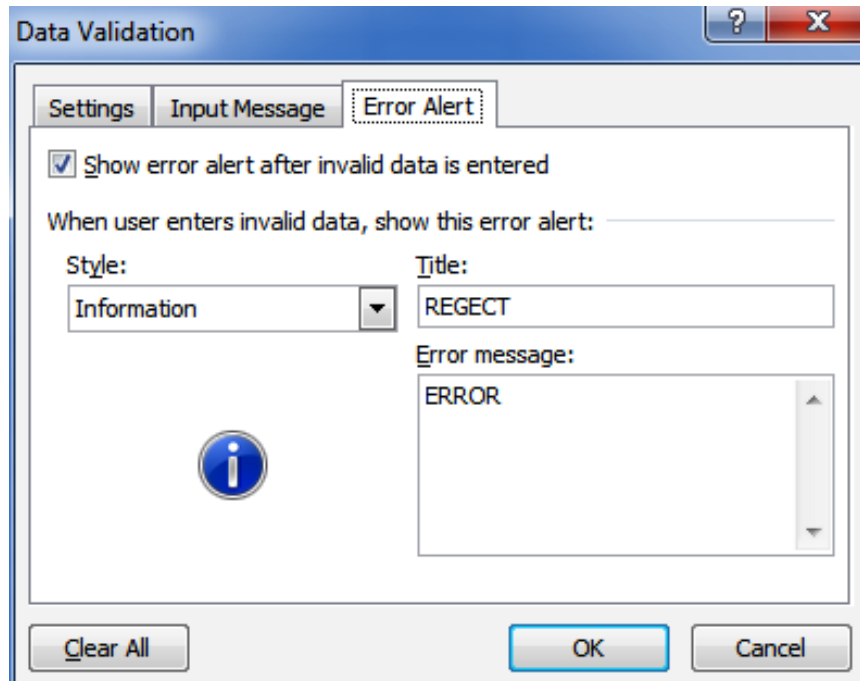 Data Validation
Settings Input Message Error Alert
Show error alert after invalid data is entered
When user enters invalid data, show this error alert:
Style: Title:
Information REGECT
Error message:
ERROR
Clear All OK Cancel